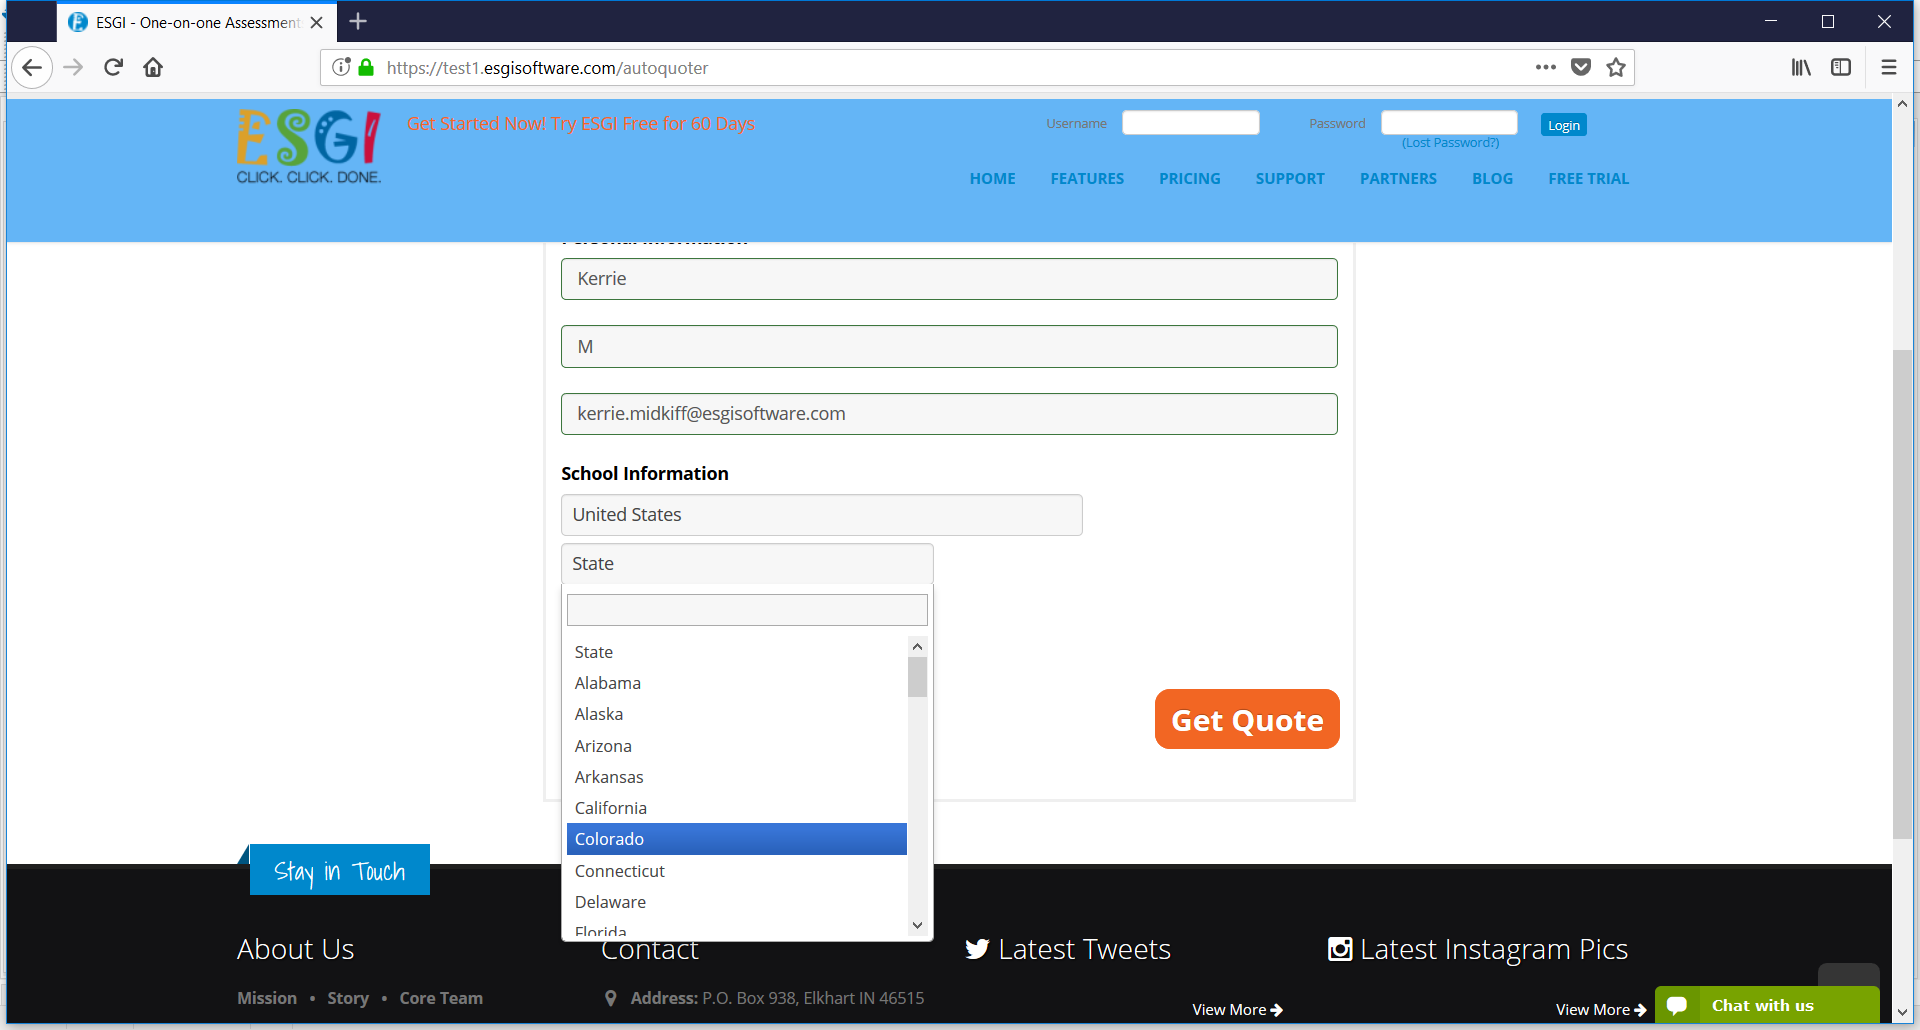 ESGI - One-on-one Assessment
https://test1.esgisoftware.com/autoquoter
ESGI
CLICK. CLICK. DONE.
Get Started Now! Try ESGI Free for 60 Days
Username
Password
Login
(Lost Password?)
HOME FEATURES PRICING SUPPORT PARTNERS BLOG FREE TRIAL
Personal Information
Kerrie
M
kerrie.midkiff@esgisoftware.com
School Information
United States
State
State
Alabama
Alaska
Arizona
Arkansas
California
Colorado
Connecticut
Delaware
Florida
Get Quote
Stay in Touch
About Us
Mission • Story • Core Team
Contact
Address: P.O. Box 938, Elkhart IN 46515
Latest Tweets
View More
Latest Instagram Pics
View More
Chat with us